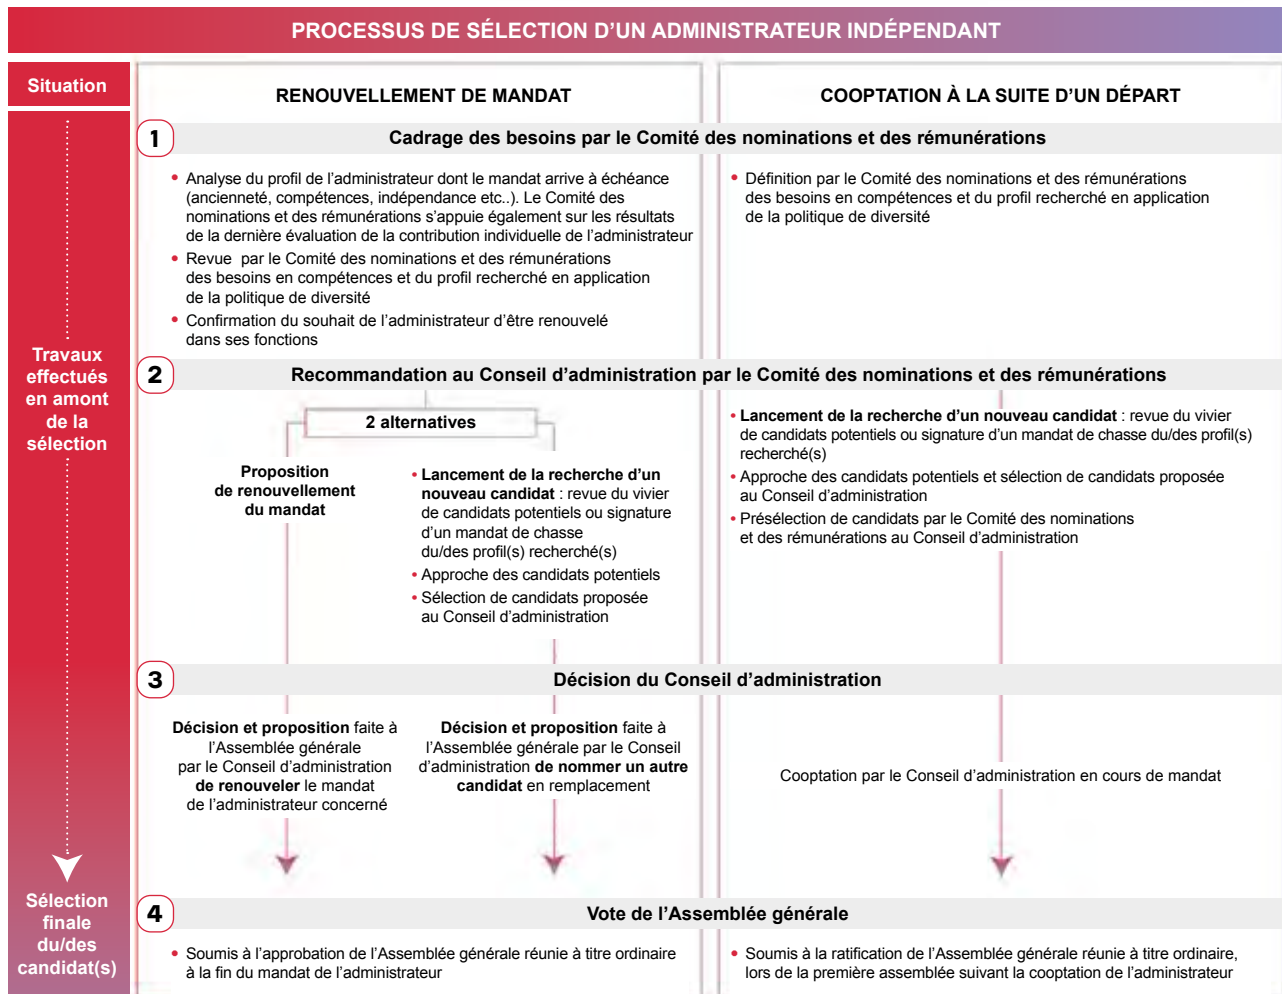 PROCESSUS DE SÉLECTION D’UN ADMINISTRATEUR INDÉPENDANT
Situation
RENOUVELLEMENT DE MANDAT
COOPTATION À LA SUITE D’UN DÉPART
Travaux
effectués
en amont
de la
sélection
1
Cadrage des besoins par le Comité des nominations et des rémunérations
• Analyse du profil de l’administrateur dont le mandat arrive à échéance
(ancienneté, compétences, indépendance etc..). Le Comité des
nominations et des rémunérations s’appuie également sur les résultats
de la dernière évaluation de la contribution individuelle de l’administrateur
• Revue par le Comité des nominations et des rémunérations
des besoins en compétences et du profil recherché en application
de la politique de diversité
• Confirmation du souhait de l’administrateur d’être renouvelé
dans ses fonctions
• Définition par le Comité des nominations et des rémunérations
des besoins en compétences et du profil recherché en application
de la politique de diversité
2
Recommandation au Conseil d’administration par le Comité des nominations et des rémunérations
2 alternatives
Proposition
de renouvellement
du mandat
• Lancement de la recherche d’un
nouveau candidat : revue du vivier
de candidats potentiels ou signature
d’un mandat de chasse
du/des profil(s) recherché(s)
• Approche des candidats potentiels
• Sélection de candidats proposée
au Conseil d’administration
• Lancement de la recherche d’un nouveau candidat : revue du vivier
de candidats potentiels ou signature d’un mandat de chasse du/des profil(s)
recherché(s)
• Approche des candidats potentiels et sélection de candidats proposée
au Conseil d’administration
• Présélection de candidats par le Comité des nominations
et des rémunérations au Conseil d’administration
3
Décision du Conseil d’administration
Décision et proposition faite à
l’Assemblée générale
par le Conseil d’administration
de renouveler le mandat
de l’administrateur concerné
Décision et proposition faite à
l’Assemblée générale par le Conseil
d’administration de nommer un autre
candidat en remplacement
Cooptation par le Conseil d’administration en cours de mandat
Sélection
finale
du/des
candidat(s)
4
Vote de l’Assemblée générale
• Soumis à l’approbation de l’Assemblée générale réunie à titre ordinaire
à la fin du mandat de l’administrateur
• Soumis à la ratification de l’Assemblée générale réunie à titre ordinaire,
lors de la première assemblée suivant la cooptation de l’administrateur